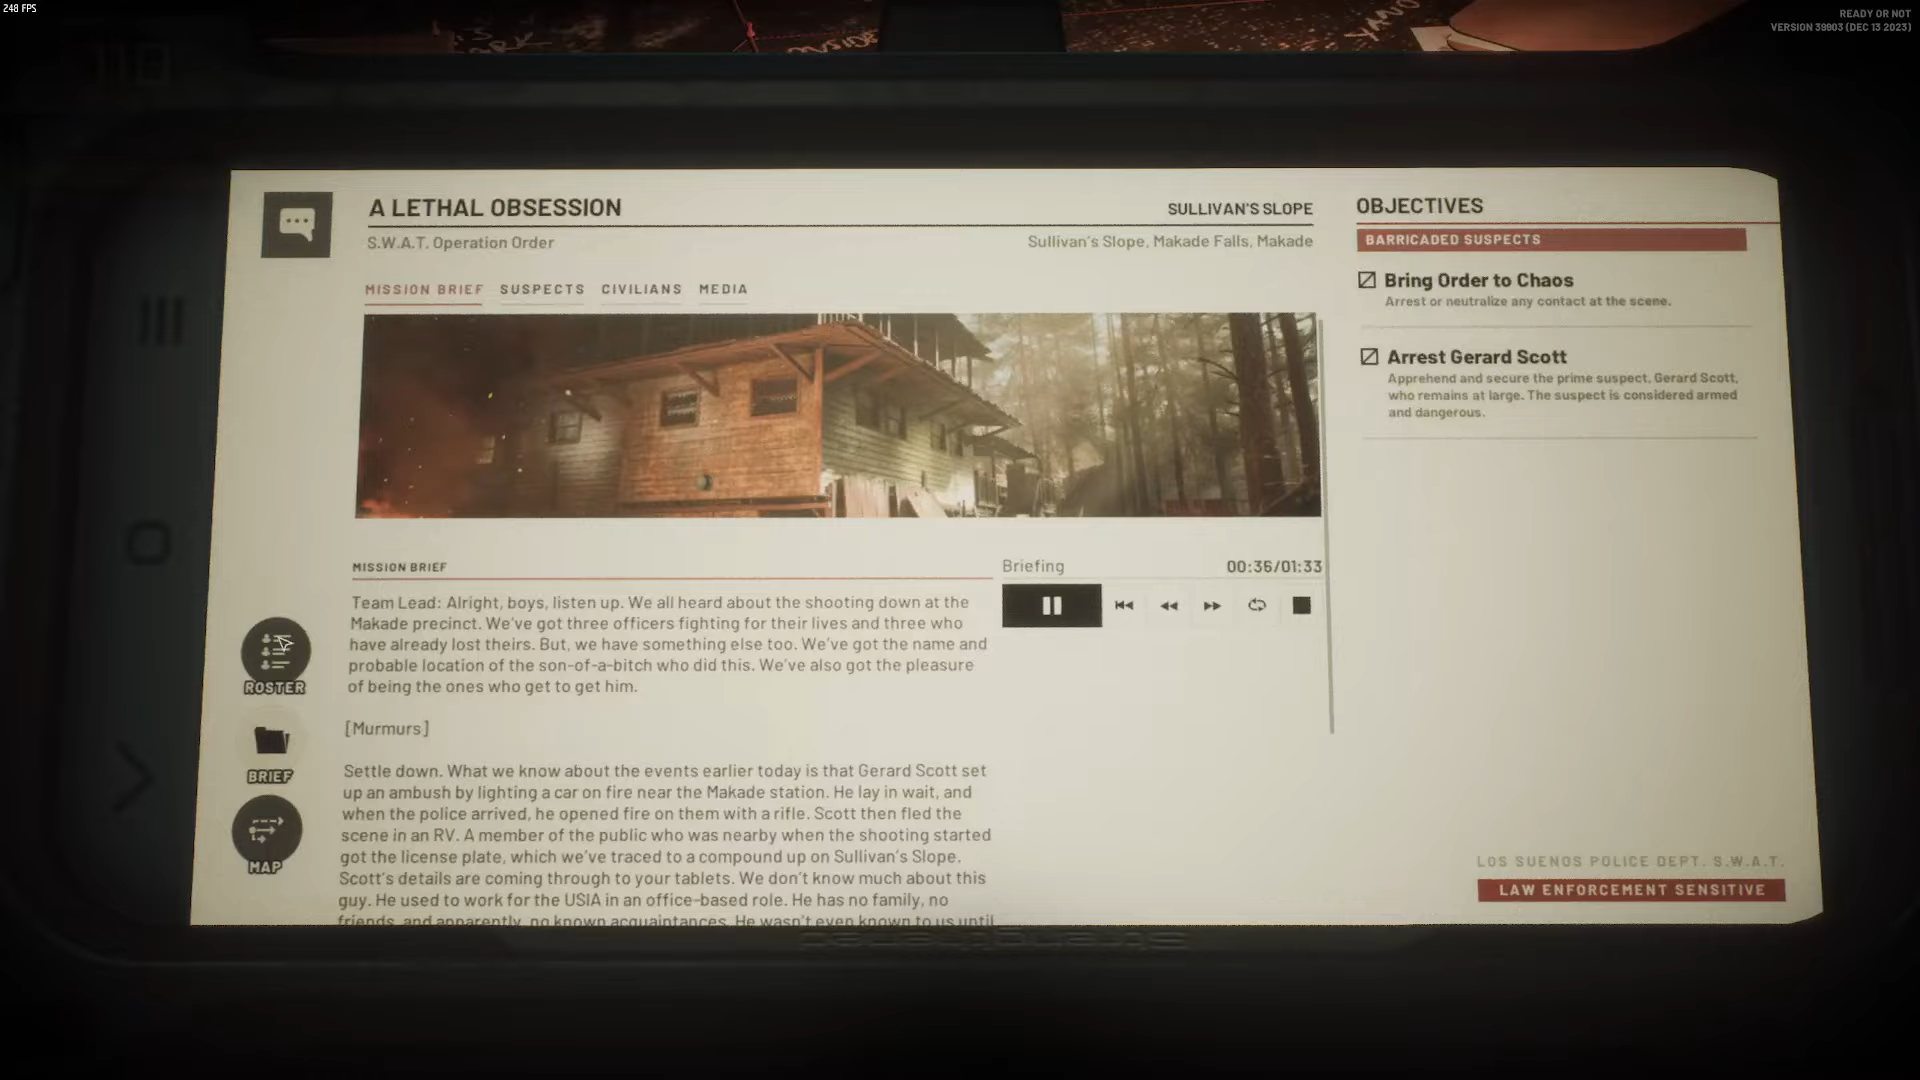 248 FPS
READY OR NOT
VERSION 39903 (DEC 13 2023)
A LETHAL OBSESSION
SULLIVAN'S SLOPE
S.W.A.T. Operation Order
Sullivan's Slope, Makade Falls, Makade
MISSION BRIEF SUSPECTS CIVILIANS MEDIA
MISSION BRIEF
Team Lead: Alright, boys, listen up. We all heard about the shooting down at the
Makade precinct. We've got three officers fighting for their lives and three who
have already lost theirs. But, we have something else too. We've got the name and
probable location of the son-of-a-bitch who did this. We've also got the pleasure
of being the ones who get to get him.
[Murmurs]
Settle down. What we know about the events earlier today is that Gerard Scott set
up an ambush by lighting a car on fire near the Makade station. He lay in wait, and
when the police arrived, he opened fire on them with a rifle. Scott then fled the
scene in an RV. A member of the public who was nearby when the shooting started
got the license plate, which we've traced to a compound up on Sullivan's Slope.
Scott's details are coming through to your tablets. We don't know much about this
guy. He used to work for the USIA in an office-based role. He has no family, no
friends, and apparently, no known acquaintances. He wasn't even known to us until
Briefing 00:36/01:33
OBJECTIVES
BARRICADED SUSPECTS
Bring Order to Chaos
Arrest or neutralize any contact at the scene.
Arrest Gerard Scott
Apprehend and secure the prime suspect, Gerard Scott,
who remains at large. The suspect is considered armed
and dangerous.
ROSTER
BRIEF
MAP
LOS SUENOS POLICE DEPT. S.W.A.T.
LAW ENFORCEMENT SENSITIVE